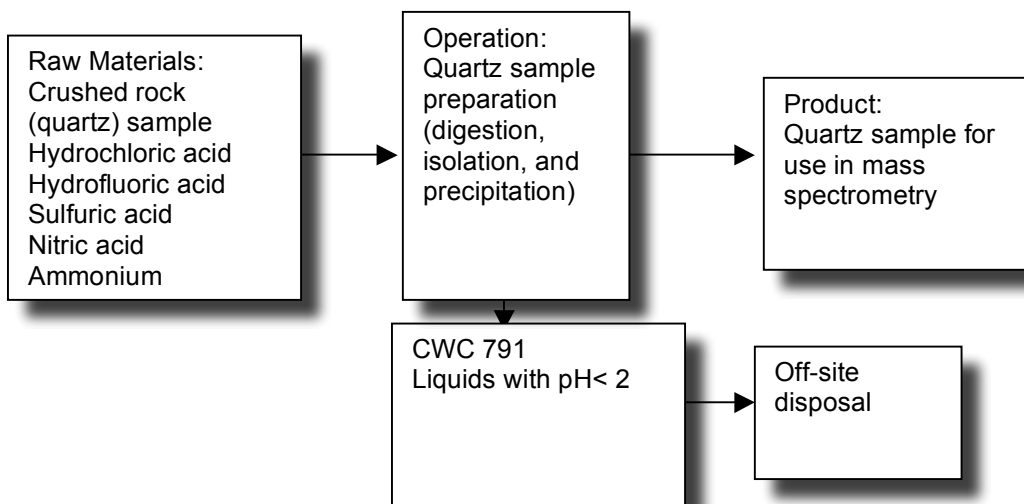 Raw Materials:
Crushed rock
(quartz) sample
Hydrochloric acid
Hydrofluoric acid
Sulfuric acid
Nitric acid
Ammonium
Operation:
Quartz sample
preparation
(digestion,
isolation, and
precipitation)
Product:
Quartz sample for
use in mass
spectrometry
CWC 791
Liquids with pH< 2
Off-site
disposal